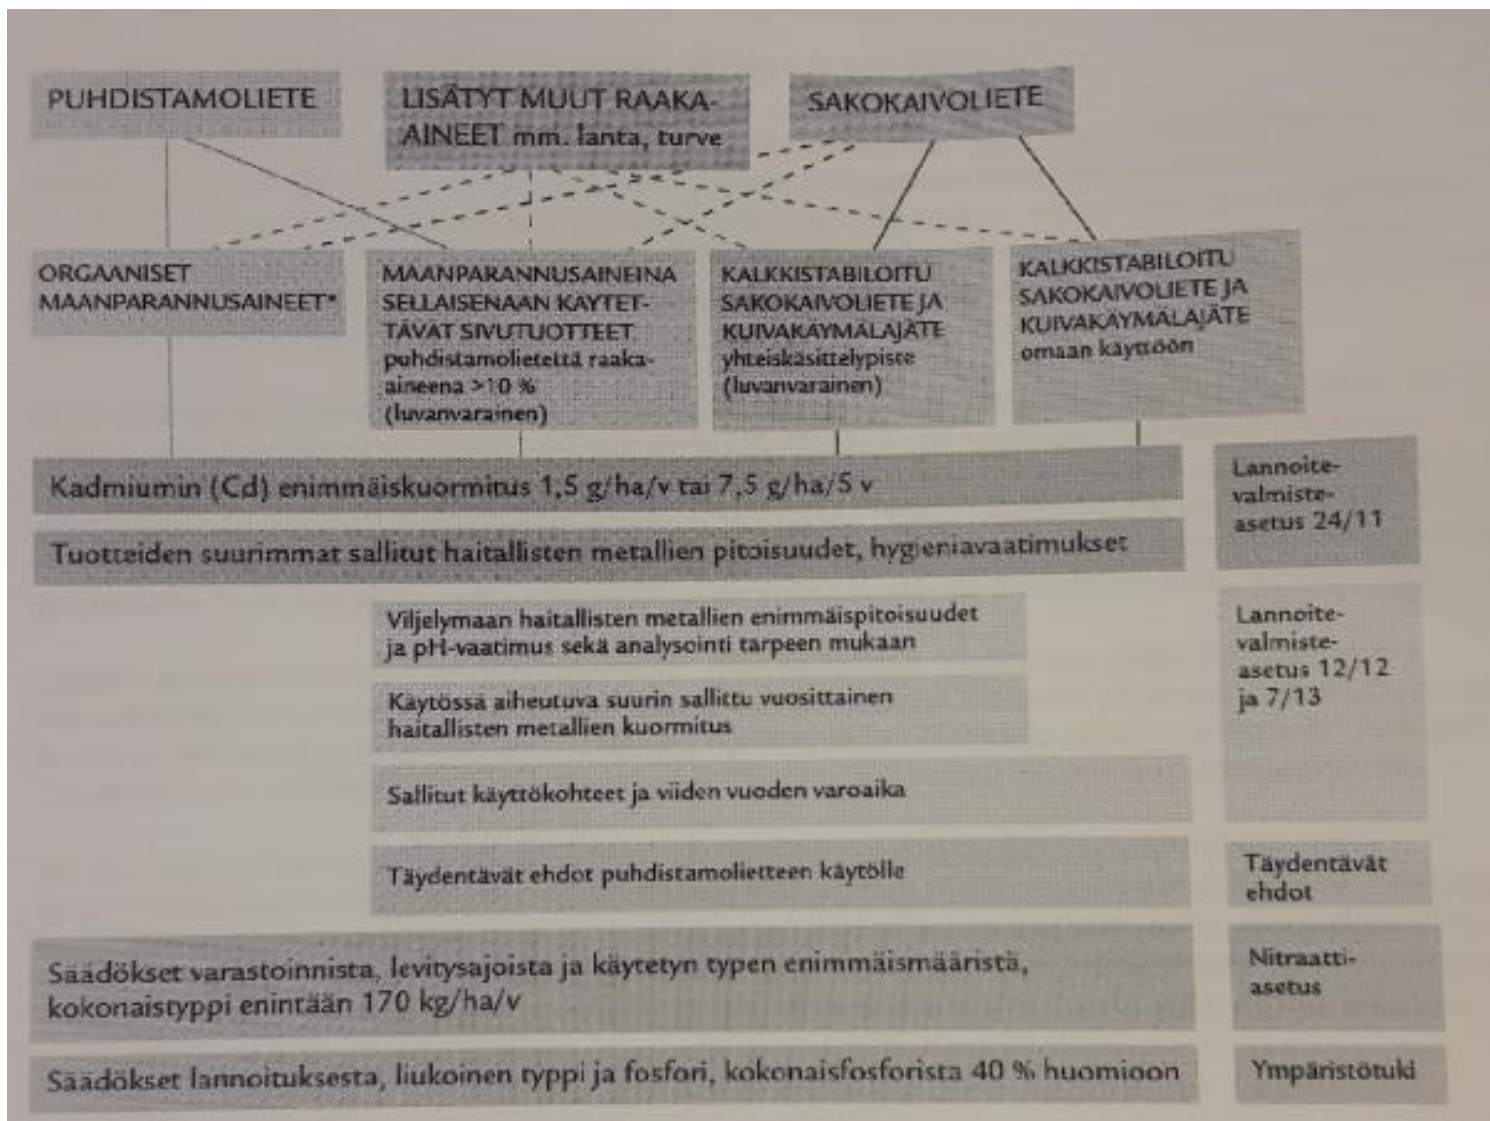 PUHDISTAMOLIETE
LISÄTYT MUUT RAAKA-
AINEET mm. lanta, turve
SAKOKAIVOLIETE
ORGAANISET
MAANPARANNUSAINEET*
MAANPARANNUSAINEINA
SELLAISENAAN KÄYTET-
TÄVÄT SIVUTUOTTEET
puhdistamolietettä raaka-
aineena >10 %
(luvanvarainen)
KALKKISTABILOITU
SAKOKAIVOLIETE JA
KUIVAKÄYMÄLÄJÄTE
yhteiskäsittelypiste
(luvanvarainen)
KALKKISTABILOITU
SAKOKAIVOLIETE JA
KUIVAKÄYMÄLÄJÄTE
omaan käyttöön
Kadmiumin (Cd) enimmäiskuormitus 1,5 g/ha/v tai 7,5 g/ha/5 v
Tuotteiden suurimmat sallitut haitallisten metallien pitoisuudet, hygieniavaatimukset
Lannoite-
valmiste-
asetus 24/11
Viljelymaan haitallisten metallien enimmäispitoisuudet
ja pH-vaatimus sekä analysointi tarpeen mukaan
Käytössä aiheutuva suurin sallittu vuosittainen
haitallisten metallien kuormitus
Sallitut käyttökohteet ja viiden vuoden varoaika
Lannoite-
valmiste-
asetus 12/12
ja 7/13
Täydentävät ehdot puhdistamolietteen käytölle
Täydentävät
ehdot
Säädökset varastoinnista, levitysajoista ja käytetyn typen enimmäismääristä,
kokonaistyppi enintään 170 kg/ha/v
Nitraatti-
asetus
Säädökset lannoituksesta, liukoinen typpi ja fosfori, kokonaisfosforista 40 % huomioon
Ympäristötuki